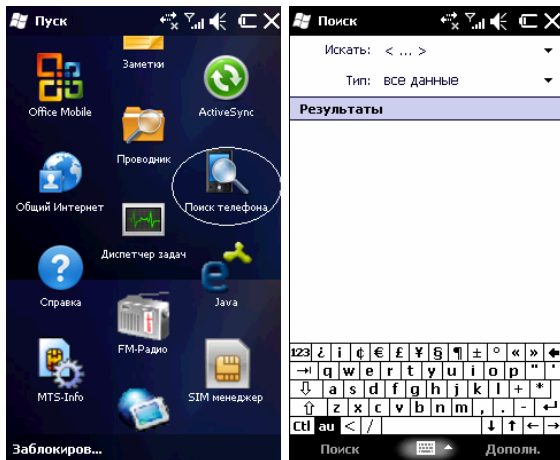 Пуск
Заметки
Office Mobile
ActiveSync
Проводник
Общий Интернет
Поиск телефона
Диспетчер задач
Справка
Java
FM-Радио
MTS-Info
SIM менеджер
Заблокиров...
Поиск
Искать: < ... >
Тип: все данные
Результаты
123 ¿ ¡ ¢ € £ ¥ § ¶ ± ° « »
q w e r t y u i o p " '
a s d f g h j k l + *
z x c v b n m , . -
Ctl au < / ↓ ↑ ← →
Поиск
Дополн.